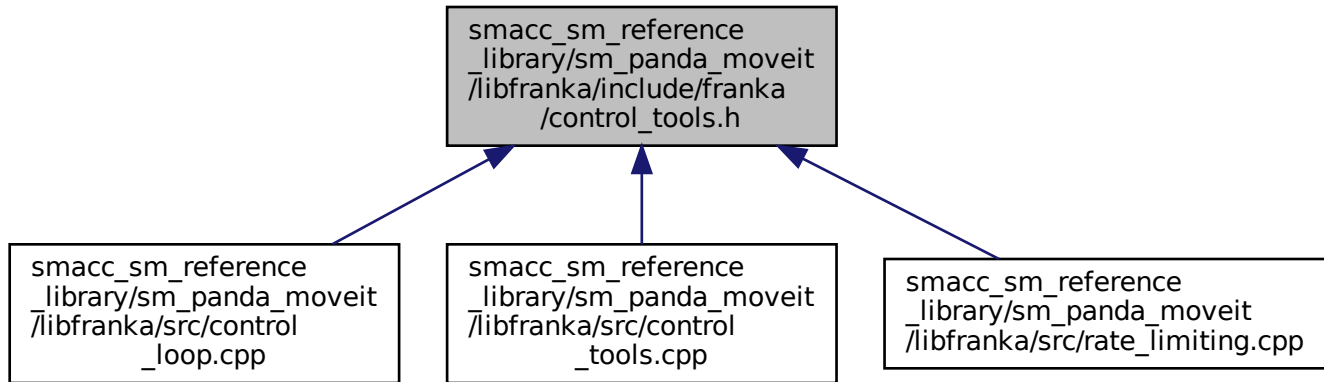 smacc_sm_reference
_library/sm_panda_moveit
/libfranka/include/franka
/control_tools.h
smacc_sm_reference
_library/sm_panda_moveit
/libfranka/src/control
_loop.cpp
smacc_sm_reference
_library/sm_panda_moveit
/libfranka/src/control
_tools.cpp
smacc_sm_reference
_library/sm_panda_moveit
/libfranka/src/rate_limiting.cpp